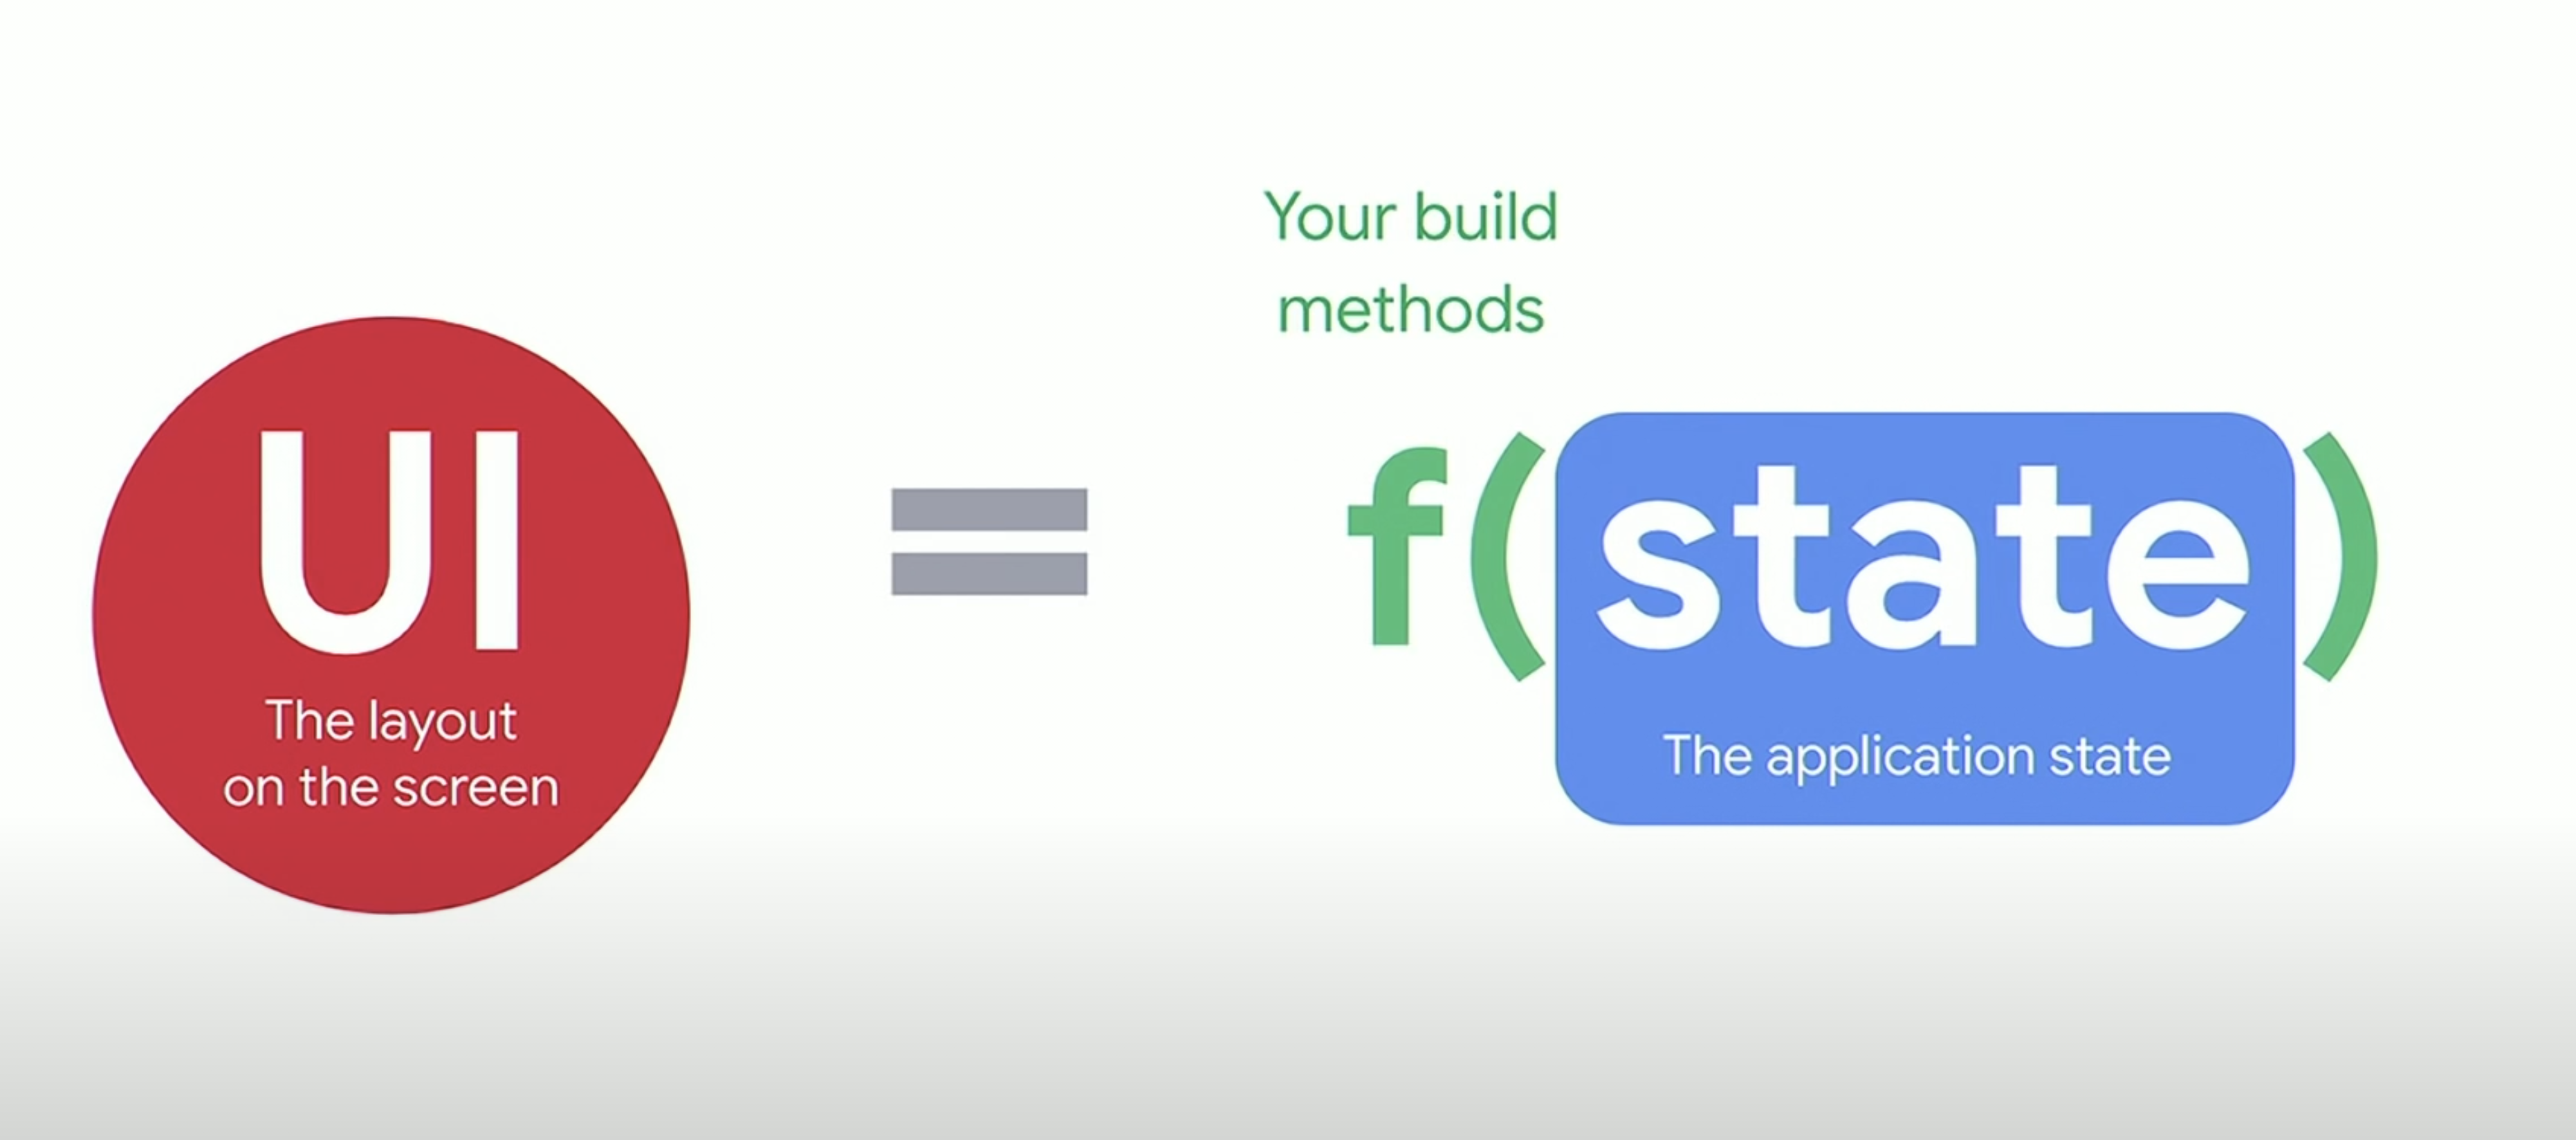 Your build
methods
UI
=
f(state)
The layout
on the screen
The application state